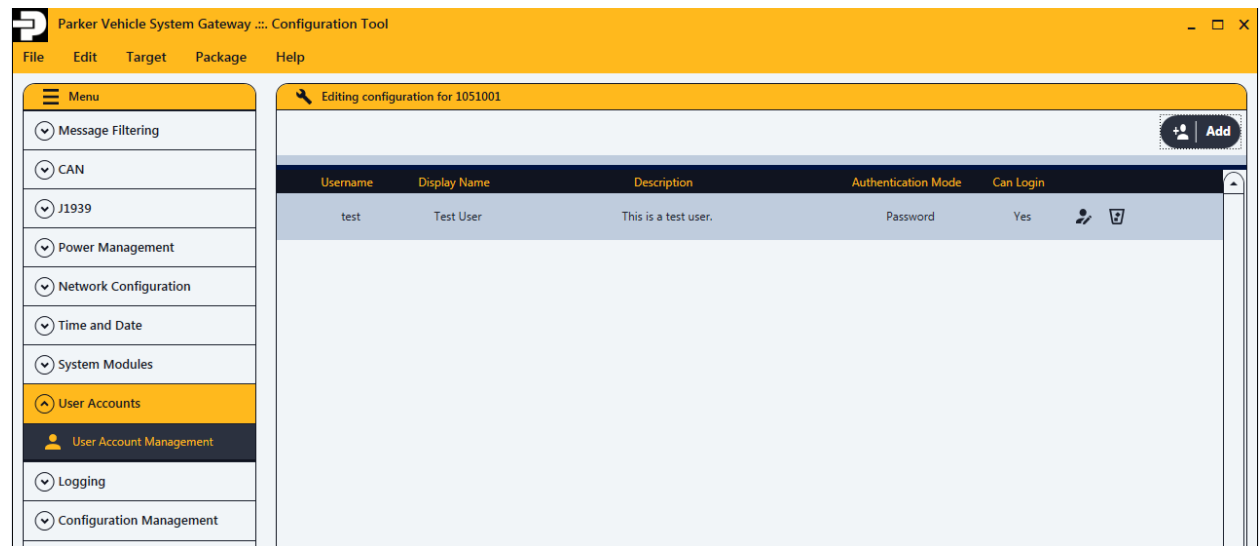 Parker Vehicle System Gateway .::. Configuration Tool
File Edit Target Package Help
Menu
Message Filtering
CAN
J1939
Power Management
Network Configuration
Time and Date
System Modules
User Accounts
User Account Management
Logging
Configuration Management
Editing configuration for 1051001
Add
Username Display Name Description Authentication Mode Can Login
test Test User This is a test user. Password Yes